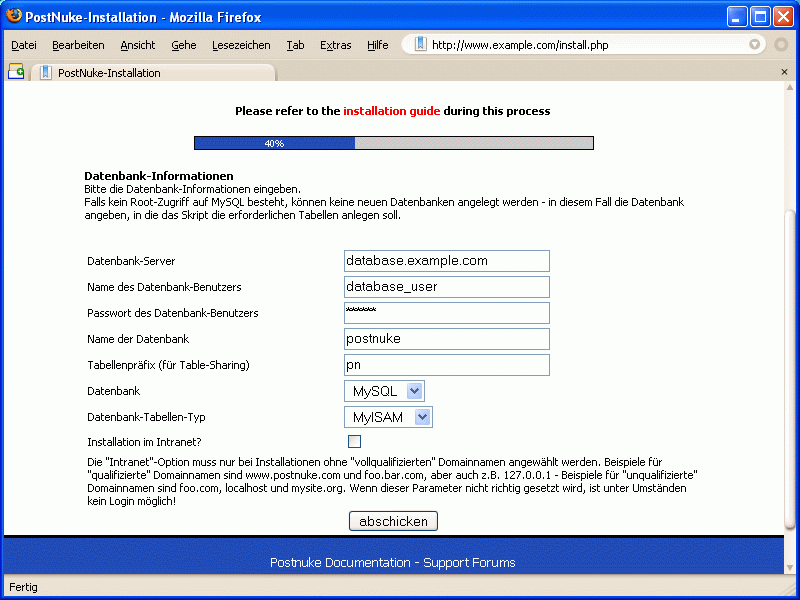 PostNuke-Installation - Mozilla Firefox
Datei Bearbeiten Ansicht Gehe Lesezeichen Tab Extras Hilfe http://www.example.com/install.php
PostNuke-Installation
Please refer to the installation guide during this process
40%
Datenbank-Informationen
Bitte die Datenbank-Informationen eingeben.
Falls kein Root-Zugriff auf MySQL besteht, können keine neuen Datenbanken angelegt werden - in diesem Fall die Datenbank
angeben, in die das Skript die erforderlichen Tabellen anlegen soll.
Datenbank-Server database.example.com
Name des Datenbank-Benutzers database_user
Passwort des Datenbank-Benutzers *******
Name der Datenbank postnuke
Tabellenpräfix (für Table-Sharing) pn
Datenbank MySQL
Datenbank-Tabellen-Typ MyISAM
Installation im Intranet?
Die "Intranet"-Option muss nur bei Installationen ohne "vollqualifizierten" Domainnamen angewählt werden. Beispiele für
"qualifizierte" Domainnamen sind www.postnuke.com und foo.bar.com, aber auch z.B. 127.0.0.1 - Beispiele für "unqualifizierte"
Domainnamen sind foo.com, localhost und mysite.org. Wenn dieser Parameter nicht richtig gesetzt wird, ist unter Umständen
kein Login möglich!
abschicken
Postnuke Documentation - Support Forums
Fertig